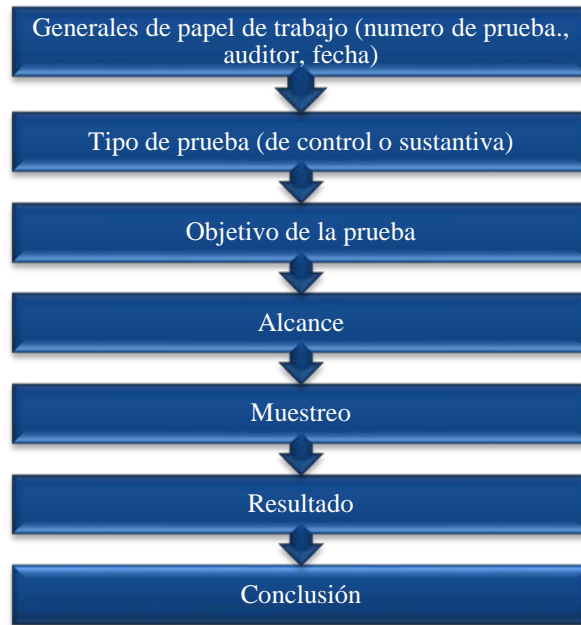 Generales de papel de trabajo (numero de prueba.,
auditor, fecha)
Tipo de prueba (de control o sustantiva)
Objetivo de la prueba
Alcance
Muestreo
Resultado
Conclusión